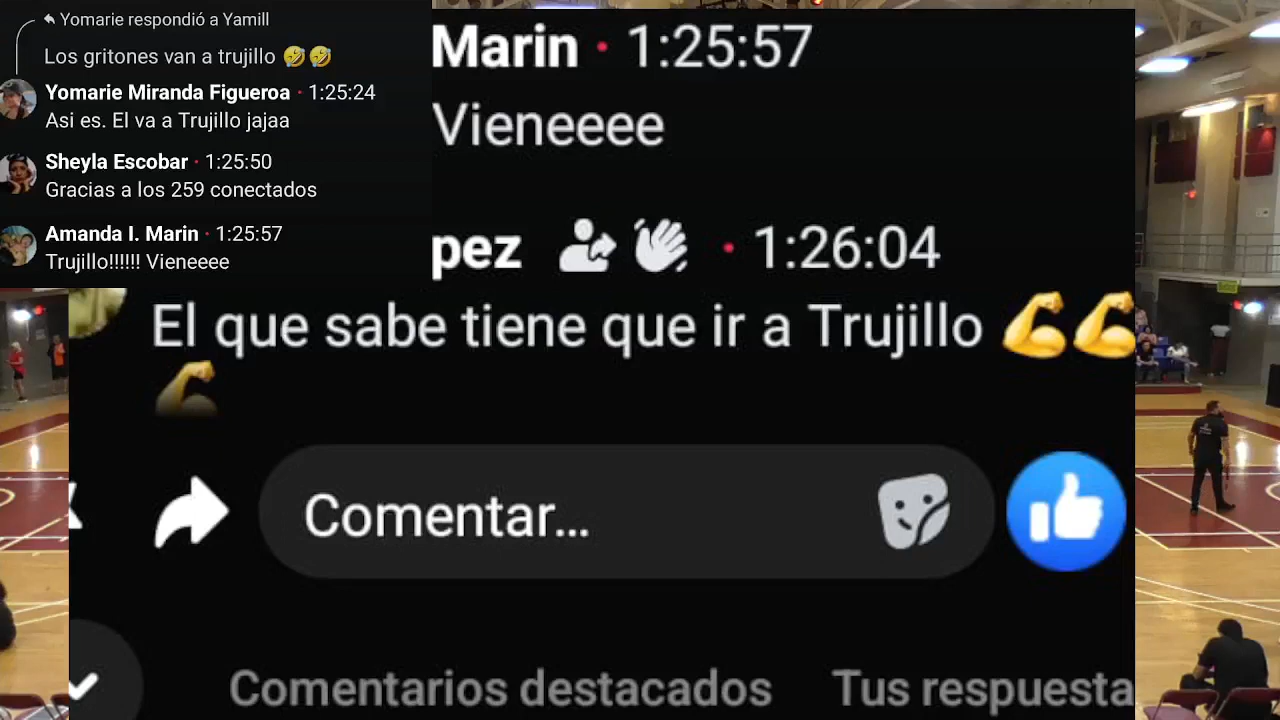 Yomarie respondió a Yamill
Los gritones van a trujillo 🤣🤣
Yomarie Miranda Figueroa · 1:25:24
Asi es. El va a Trujillo jajaa
Sheyla Escobar · 1:25:50
Gracias a los 259 conectados
Amanda I. Marin · 1:25:57
Trujillo!!!!!! Vieneeee
Marin · 1:25:57
Vieneeee
pez · 1:26:04
El que sabe tiene que ir a Trujillo 💪💪
💪
Comentar...
Comentarios destacados Tus respuesta